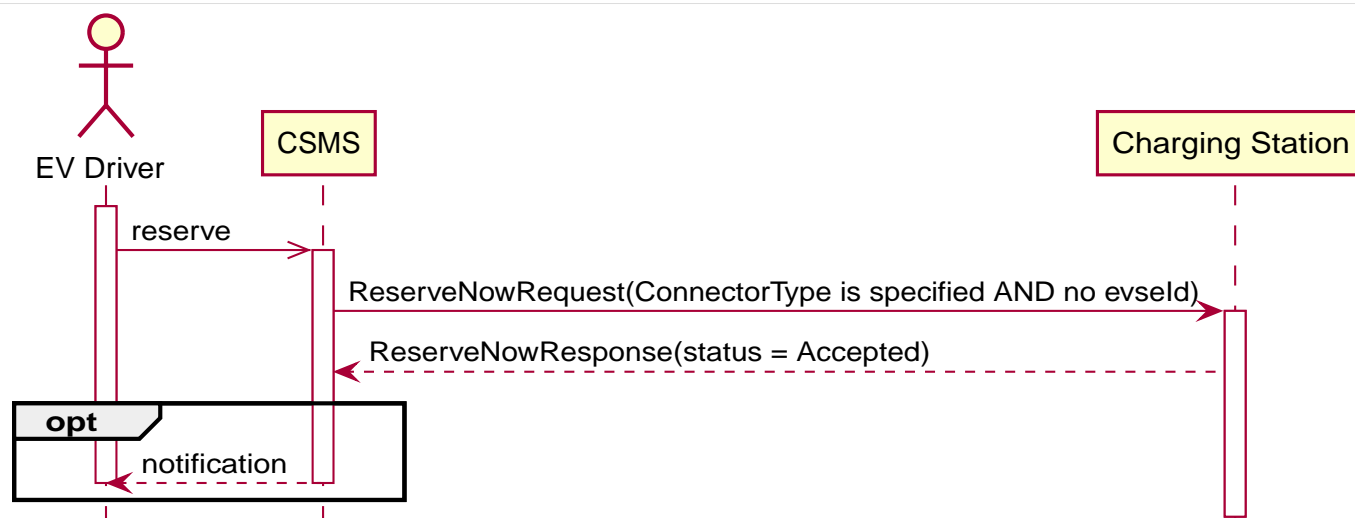 EV Driver
CSMS
Charging Station
reserve
ReserveNowRequest(ConnectorType is specified AND no evseId)
ReserveNowResponse(status = Accepted)
opt
notification